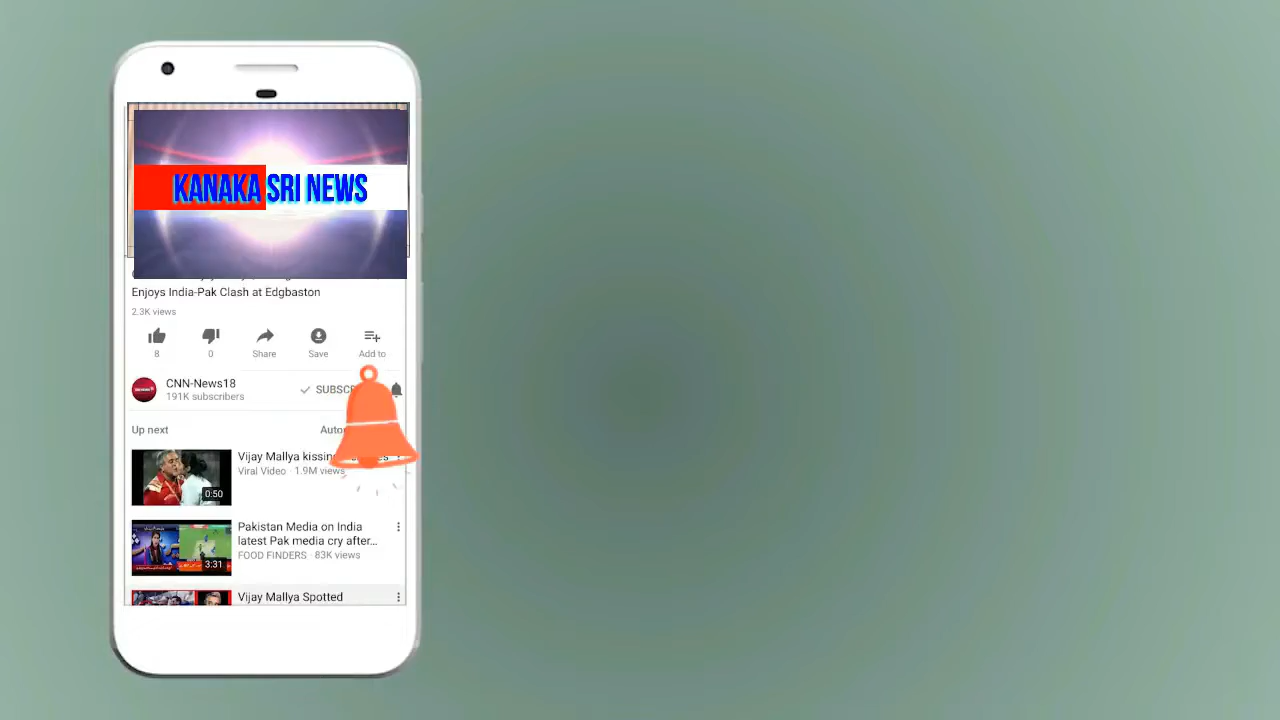 KANAKA SRI NEWS
Enjoys India-Pak Clash at Edgbaston
2.3K views
8
0
Share
Save
Add to
CNN-News18
191K subscribers
Up next
Vijay Mallya kissing
Viral Video · 1.9M views
0:50
Pakistan Media on India
latest Pak media cry after...
FOOD FINDERS · 83K views
3:31
Vijay Mallya Spotted